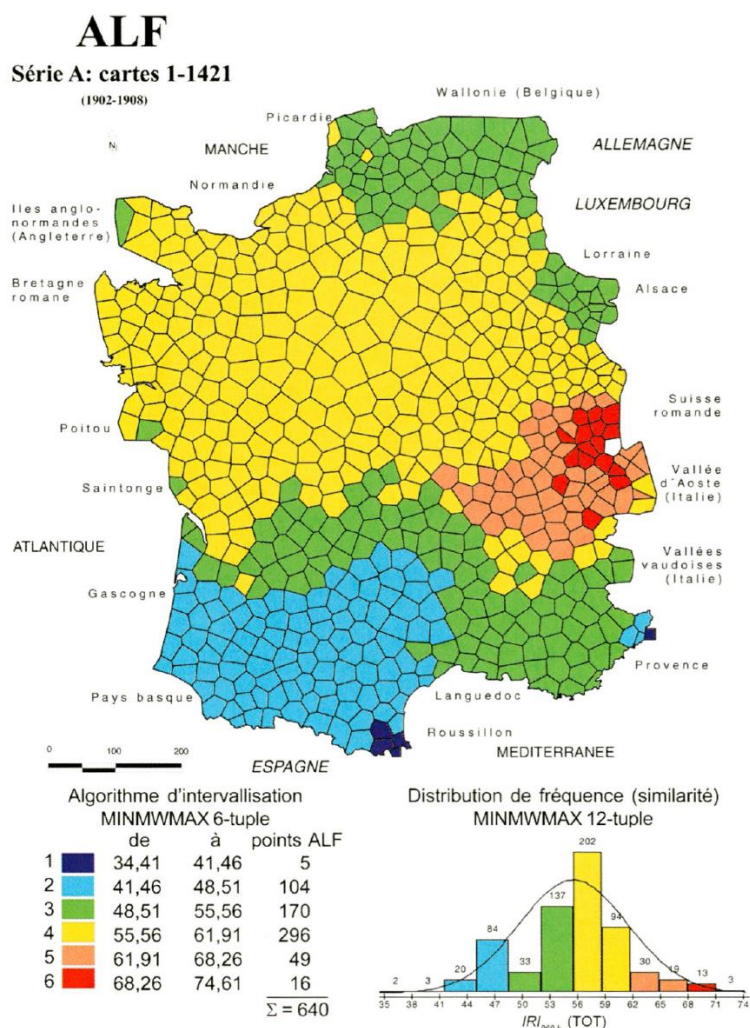 ALF
Série A: cartes 1-1421
(1902-1908)
N
Wallonie (Belgique)
Picardie
MANCHE
ALLEMAGNE
Normandie
LUXEMBOURG
Iles anglo-
normandes
(Angleterre)
Lorraine
Bretagne
romane
Alsace
Suisse
romande
Poitou
Vallée
d'Aoste
(Italie)
Saintonge
ATLANTIQUE
Vallées
vaudoises
(Italie)
Gascogne
Provence
Pays basque
Languedoc
Roussillon
MEDITERRANEE
0 100 200
ESPAGNE
Algorithme d'intervallisation
MINMWMAX 6-tuple
de à points ALF
1 34,41 41,46 5
2 41,46 48,51 104
3 48,51 55,56 170
4 55,56 61,91 296
5 61,91 68,26 49
6 68,26 74,61 16
Σ = 640
Distribution de fréquence (similarité)
MINMWMAX 12-tuple
202
137
94
84
33
30
20
19
13
2 3 3
35 38 41 44 47 50 53 56 59 62 65 68 71 74
(TOT)